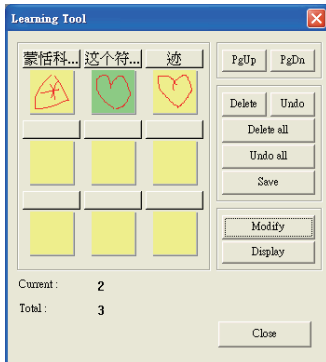 Learning Tool
蒙恬科... 这个符... 迹
PgUp PgDn
Delete Undo
Delete all
Undo all
Save
Modify
Display
Current : 2
Total : 3
Close